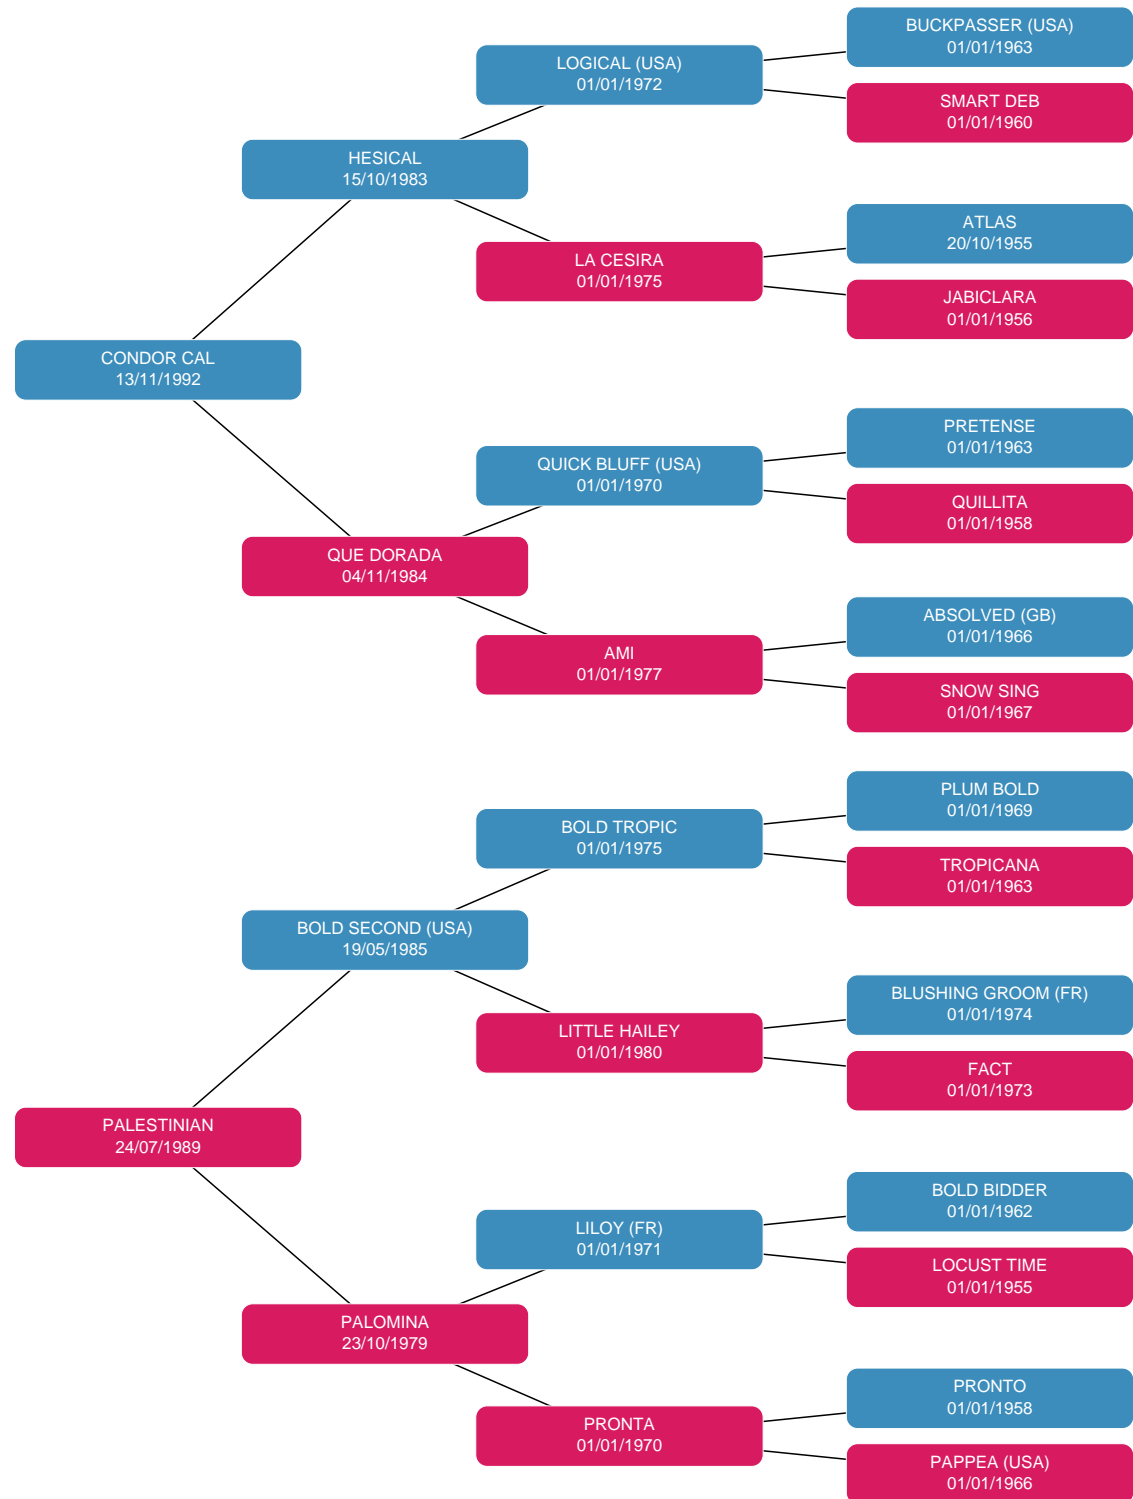 BUCKPASSER (USA)
01/01/1963
LOGICAL (USA)
01/01/1972
SMART DEB
01/01/1960
HESICAL
15/10/1983
ATLAS
20/10/1955
LA CESIRA
01/01/1975
JABICLARA
01/01/1956
CONDOR CAL
13/11/1992
PRETENSE
01/01/1963
QUICK BLUFF (USA)
01/01/1970
QUILLITA
01/01/1958
QUE DORADA
04/11/1984
ABSOLVED (GB)
01/01/1966
AMI
01/01/1977
SNOW SING
01/01/1967
PLUM BOLD
01/01/1969
BOLD TROPIC
01/01/1975
TROPICANA
01/01/1963
BOLD SECOND (USA)
19/05/1985
BLUSHING GROOM (FR)
01/01/1974
LITTLE HAILEY
01/01/1980
FACT
01/01/1973
PALESTINIAN
24/07/1989
BOLD BIDDER
01/01/1962
LILOY (FR)
01/01/1971
LOCUST TIME
01/01/1955
PALOMINA
23/10/1979
PRONTO
01/01/1958
PRONTA
01/01/1970
PAPPEA (USA)
01/01/1966